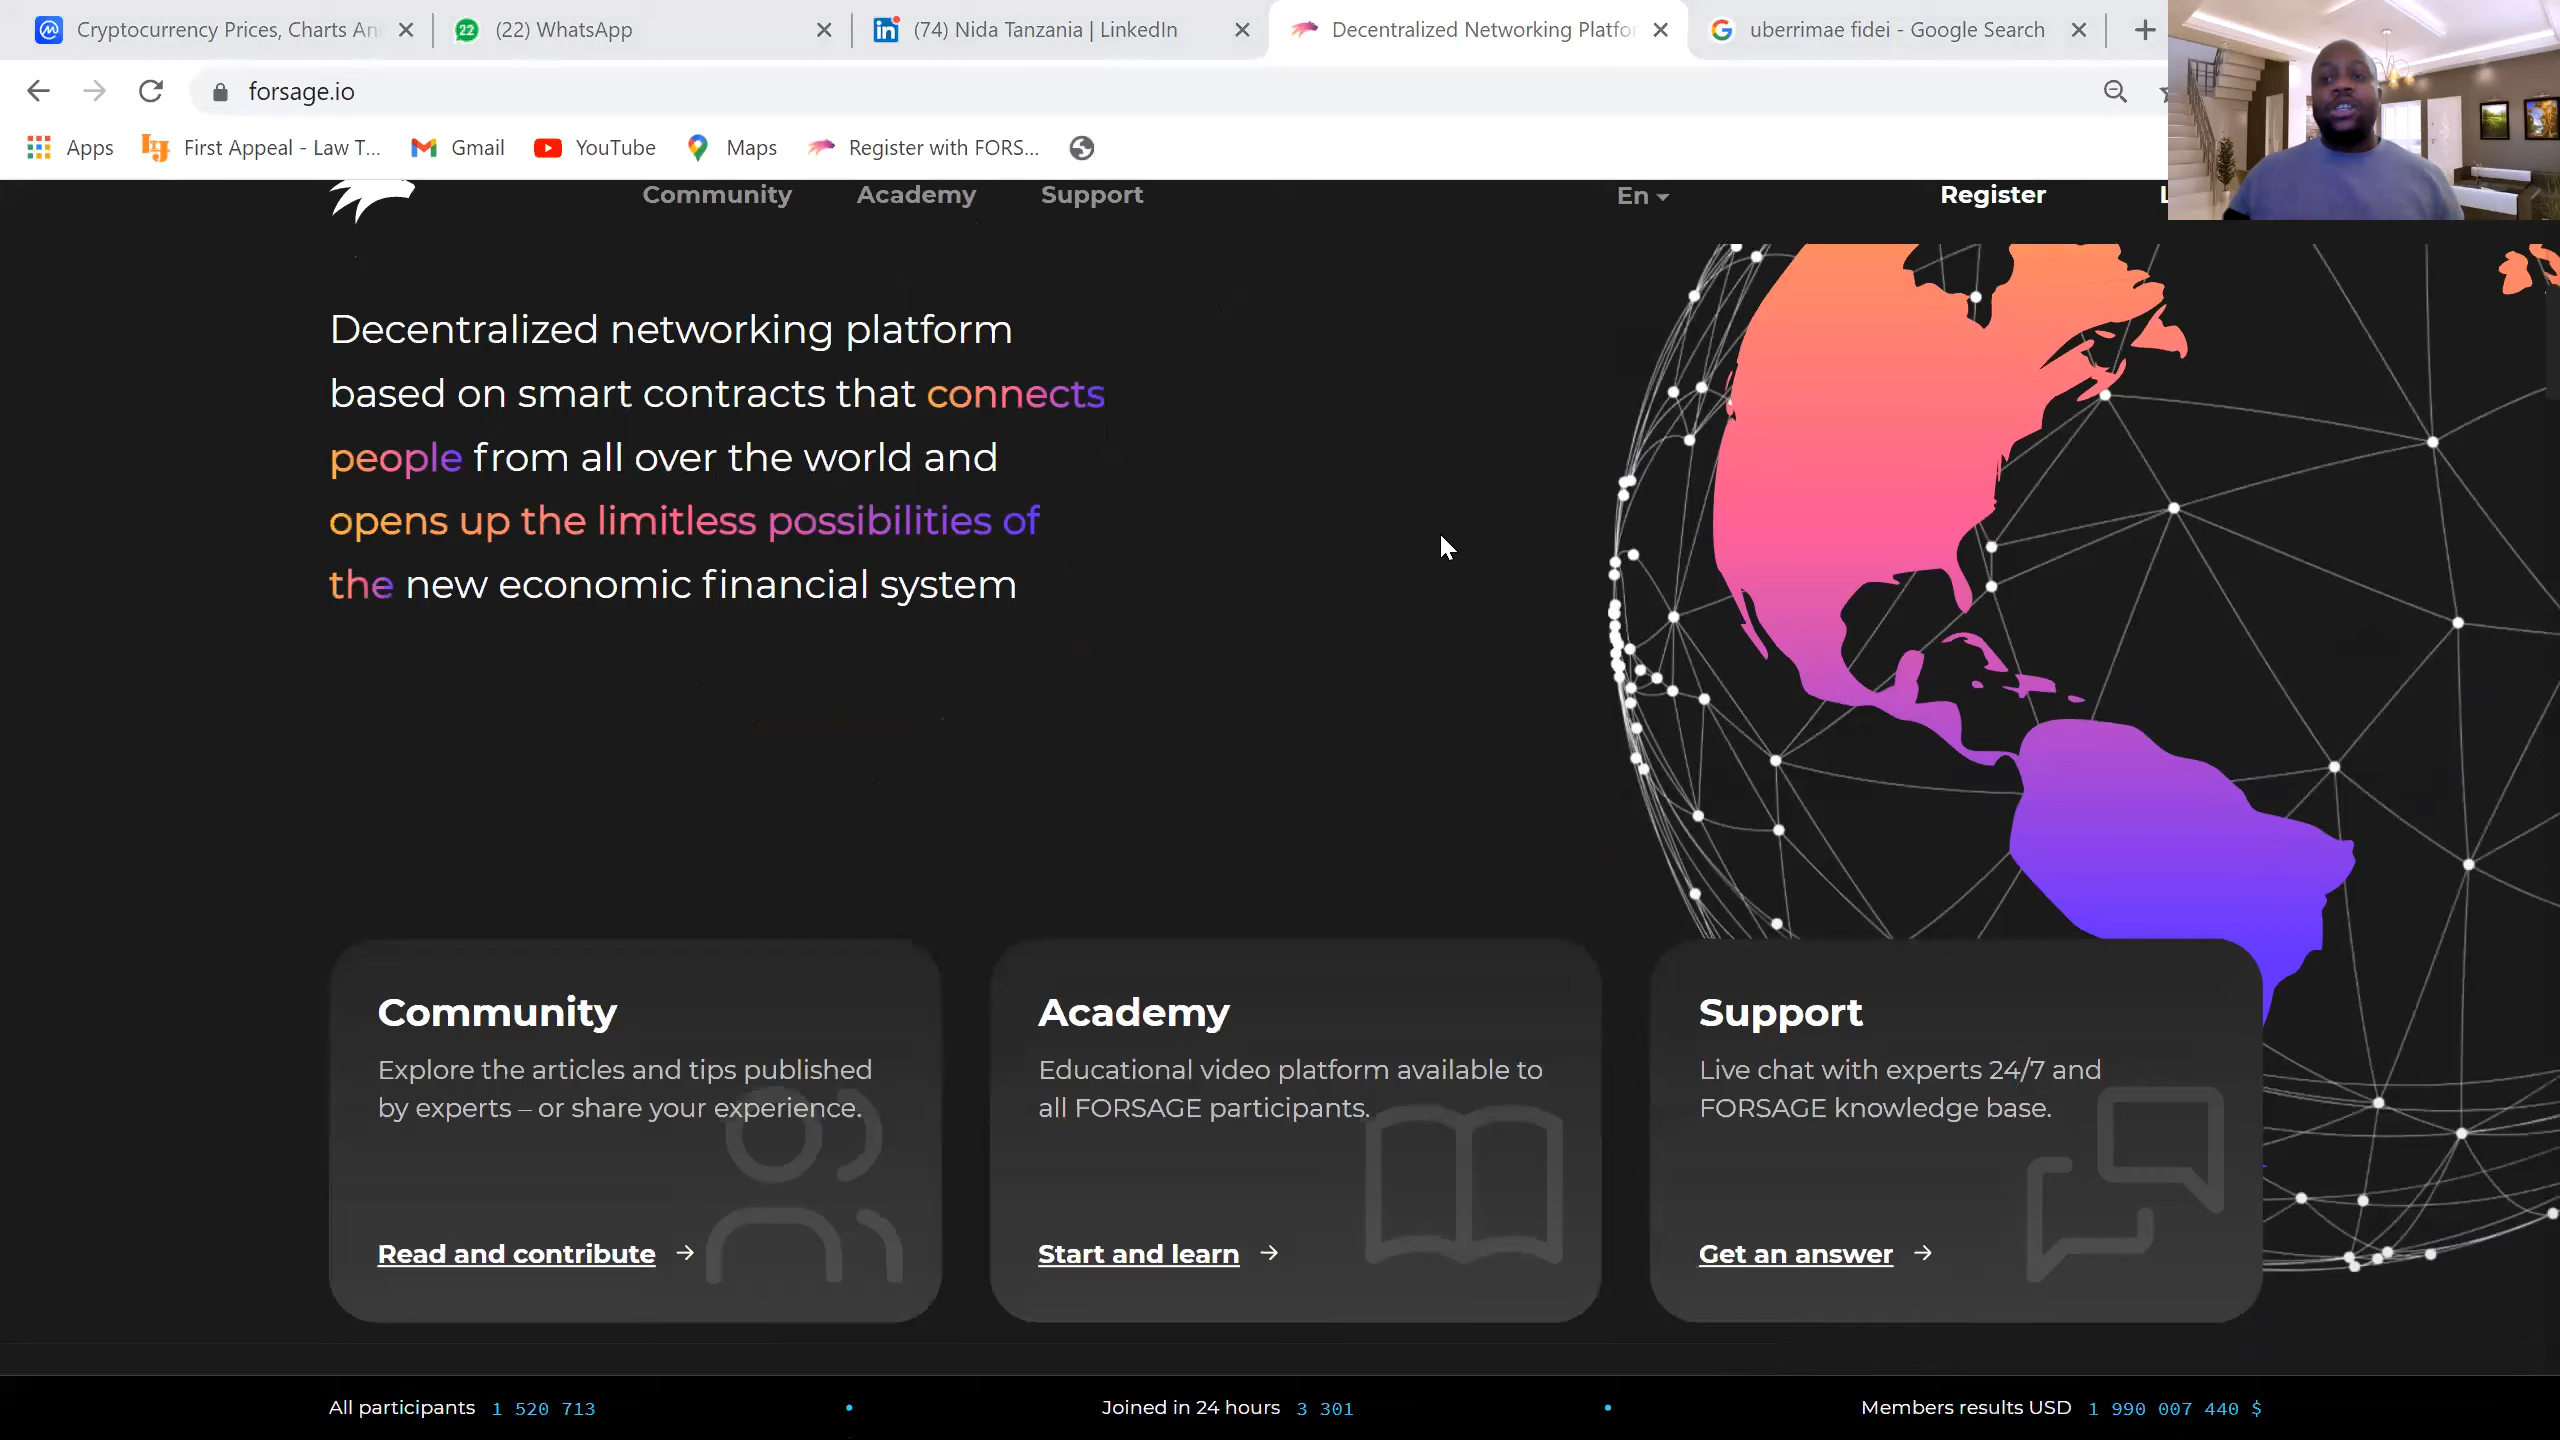 Cryptocurrency Prices, Charts An
(22) WhatsApp
(74) Nida Tanzania | LinkedIn
Decentralized Networking Platfor
uberrimae fidei - Google Search
22
forsage.io
Apps
First Appeal - Law T...
Gmail
YouTube
Maps
Register with FORS...
Community
Academy
Support
En
Register
Decentralized networking platform
based on smart contracts that connects
people from all over the world and
opens up the limitless possibilities of
the new economic financial system
Community
Explore the articles and tips published
by experts – or share your experience.
Read and contribute →
Academy
Educational video platform available to
all FORSAGE participants.
Start and learn →
Support
Live chat with experts 24/7 and
FORSAGE knowledge base.
Get an answer →
All participants 1 520 713
Joined in 24 hours 3 301
Members results USD 1 990 007 440 $